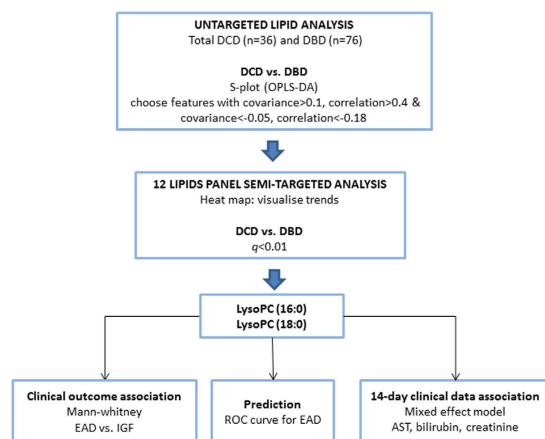 UNTARGETED LIPID ANALYSIS
Total DCD (n=36) and DBD (n=76)
DCD vs. DBD
S-plot (OPLS-DA)
choose features with covariance>0.1, correlation>0.4 &
covariance<-0.05, correlation<-0.18
12 LIPIDS PANEL SEMI-TARGETED ANALYSIS
Heat map: visualise trends
DCD vs. DBD
q<0.01
LysoPC (16:0)
LysoPC (18:0)
Clinical outcome association
Mann-whitney
EAD vs. IGF
Prediction
ROC curve for EAD
14-day clinical data association
Mixed effect model
AST, bilirubin, creatinine